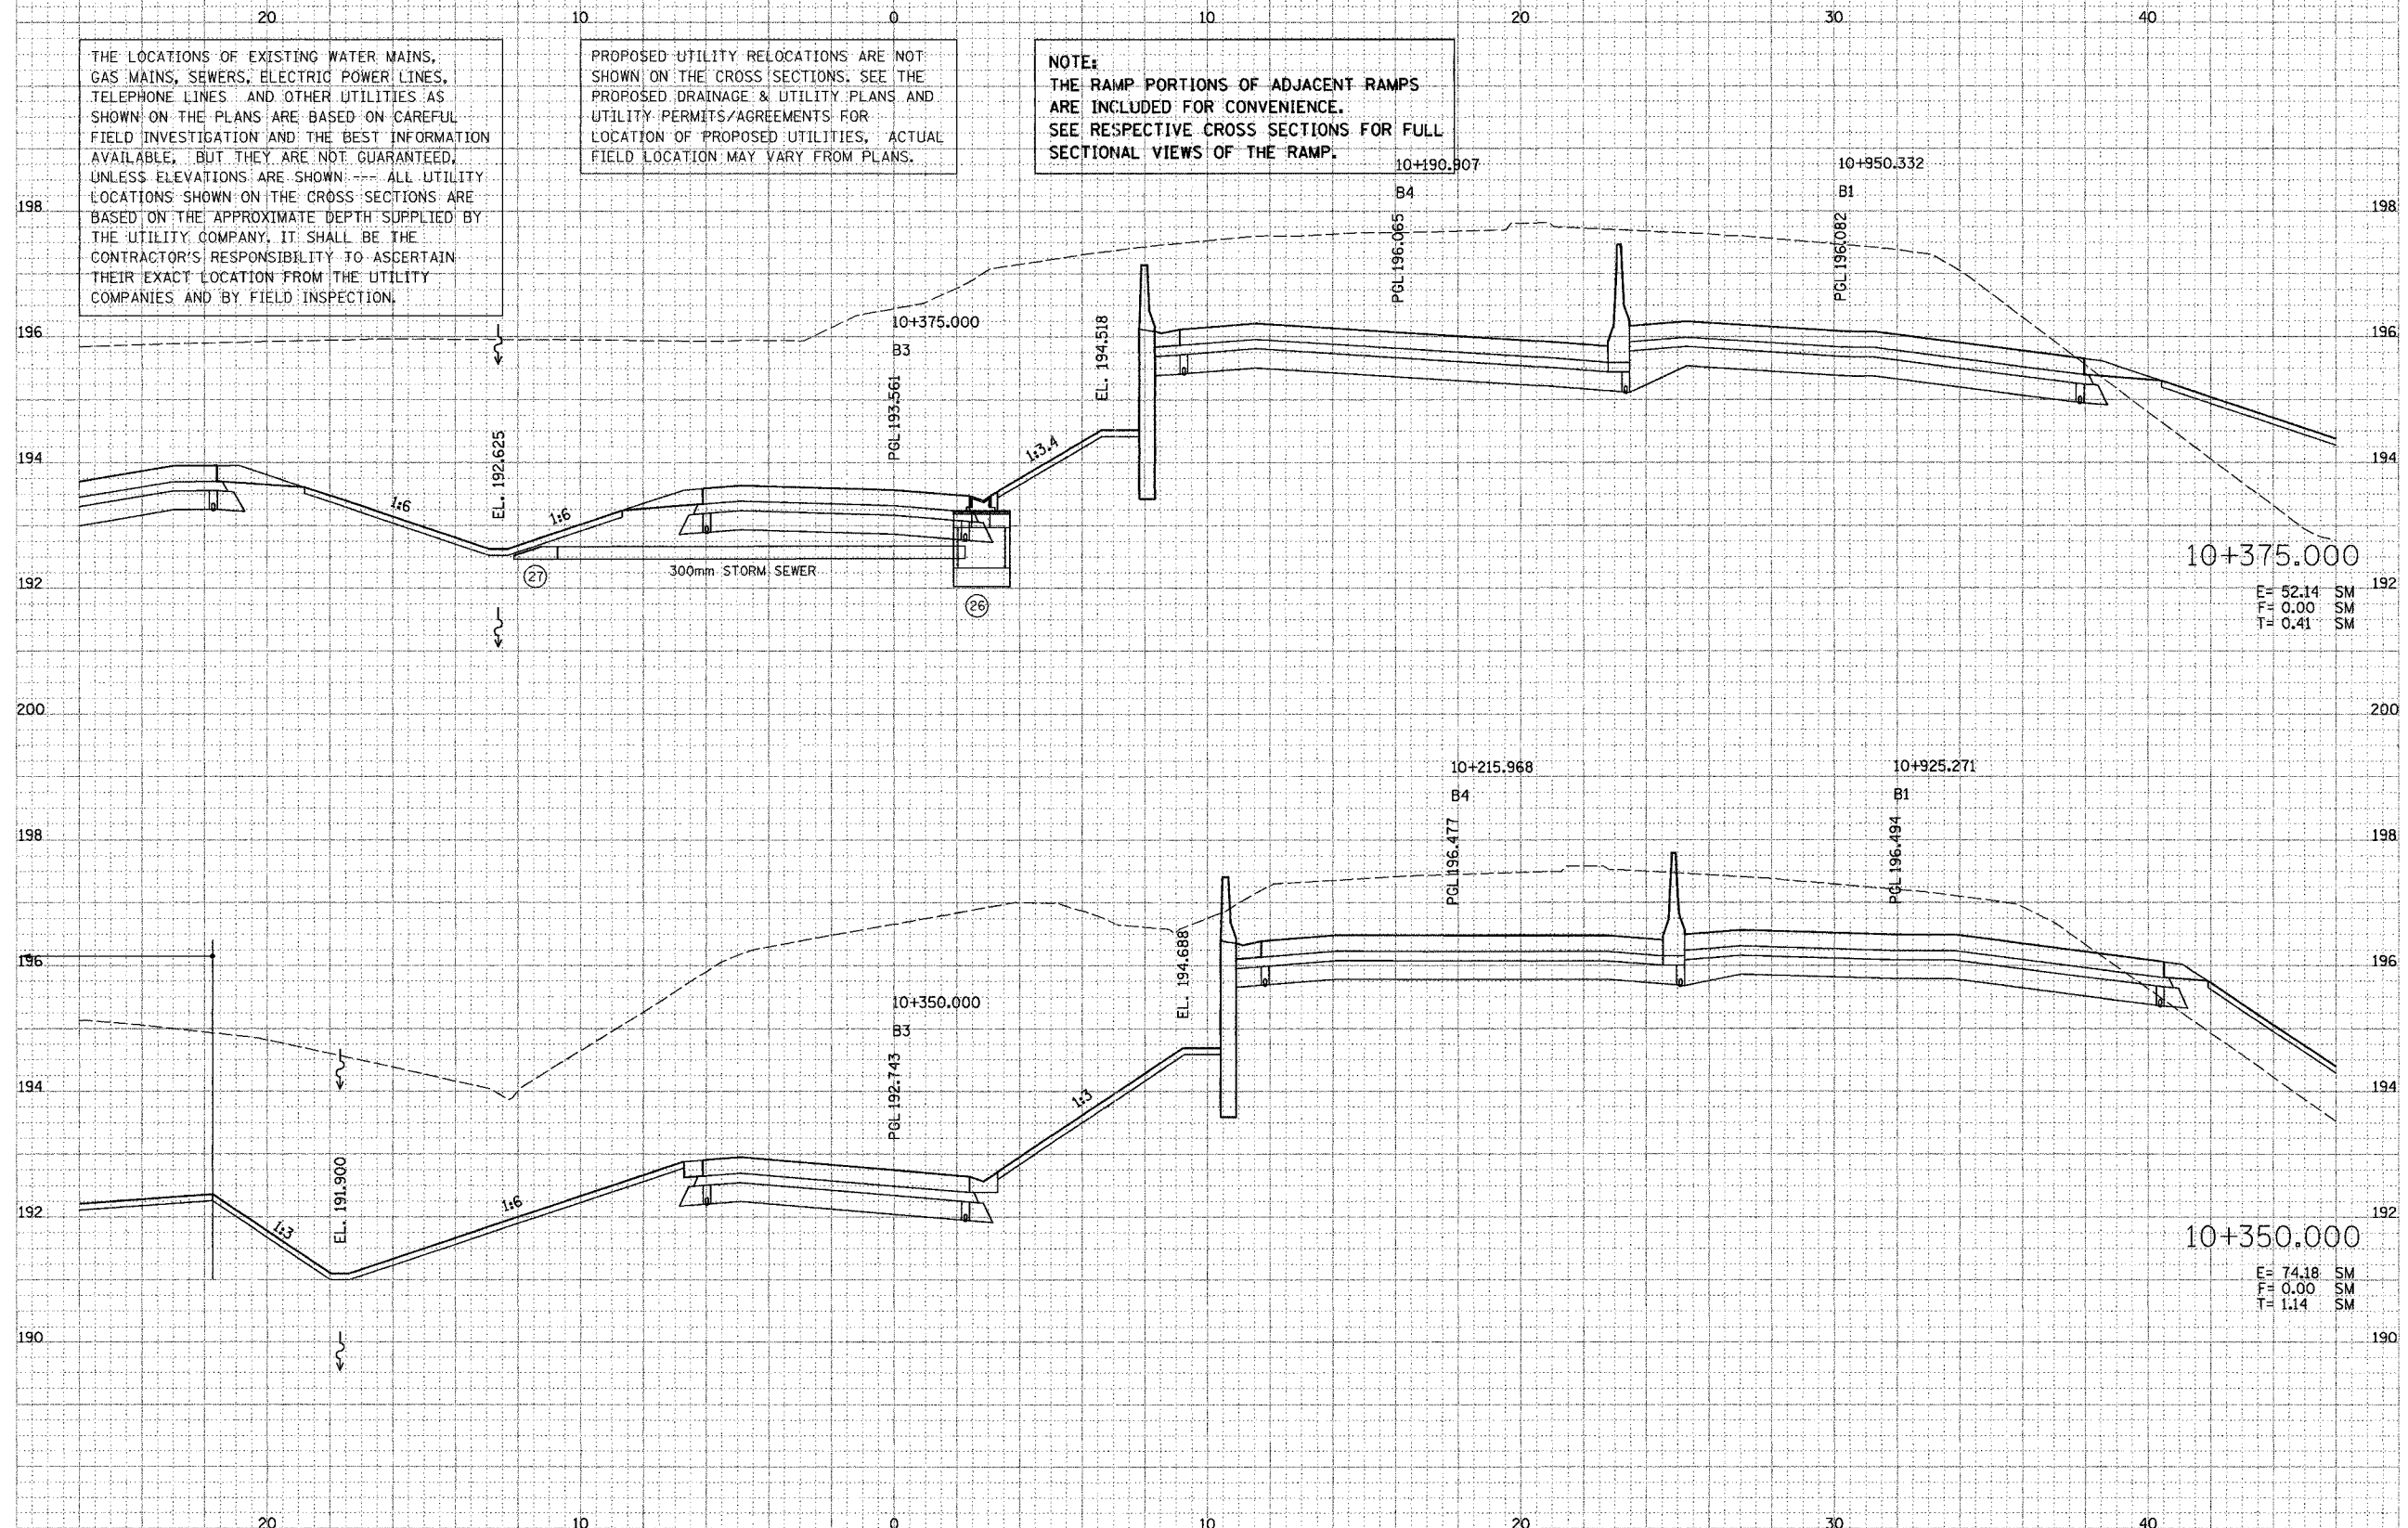 20 10 0 10 20 30 40
THE LOCATIONS OF EXISTING WATER MAINS,
GAS MAINS, SEWERS, ELECTRIC POWER LINES,
TELEPHONE LINES AND OTHER UTILITIES AS
SHOWN ON THE PLANS ARE BASED ON CAREFUL
FIELD INVESTIGATION AND THE BEST INFORMATION
AVAILABLE, BUT THEY ARE NOT GUARANTEED,
UNLESS ELEVATIONS ARE SHOWN --- ALL UTILITY
LOCATIONS SHOWN ON THE CROSS SECTIONS ARE
BASED ON THE APPROXIMATE DEPTH SUPPLIED BY
THE UTILITY COMPANY. IT SHALL BE THE
CONTRACTOR'S RESPONSIBILITY TO ASCERTAIN
THEIR EXACT LOCATION FROM THE UTILITY
COMPANIES AND BY FIELD INSPECTION.
PROPOSED UTILITY RELOCATIONS ARE NOT
SHOWN ON THE CROSS SECTIONS. SEE THE
PROPOSED DRAINAGE & UTILITY PLANS AND
UTILITY PERMITS/AGREEMENTS FOR
LOCATION OF PROPOSED UTILITIES, ACTUAL
FIELD LOCATION MAY VARY FROM PLANS.
NOTE:
THE RAMP PORTIONS OF ADJACENT RAMPS
ARE INCLUDED FOR CONVENIENCE.
SEE RESPECTIVE CROSS SECTIONS FOR FULL
SECTIONAL VIEWS OF THE RAMP.
10+190.907
B4
PGL 196.065
10+950.332
B1
PGL 196.082
198 198
196 196
10+375.000
B3
PGL 193.561
EL. 194.518
EL. 192.625
194 194
1:6
1:6
1:3.4
300mm STORM SEWER
27
26
192 192
10+375.000
E= 52.14 SM
F= 0.00 SM
T= 0.41 SM
200 200
10+215.968
B4
PGL 196.477
10+925.271
B1
PGL 196.494
198 198
196 196
EL. 194.688
10+350.000
B3
PGL 192.743
194 194
1:3
EL. 191.900
1:6
1:3
192 192
10+350.000
E= 74.18 SM
F= 0.00 SM
T= 1.14 SM
190 190
20 10 0 10 20 30 40